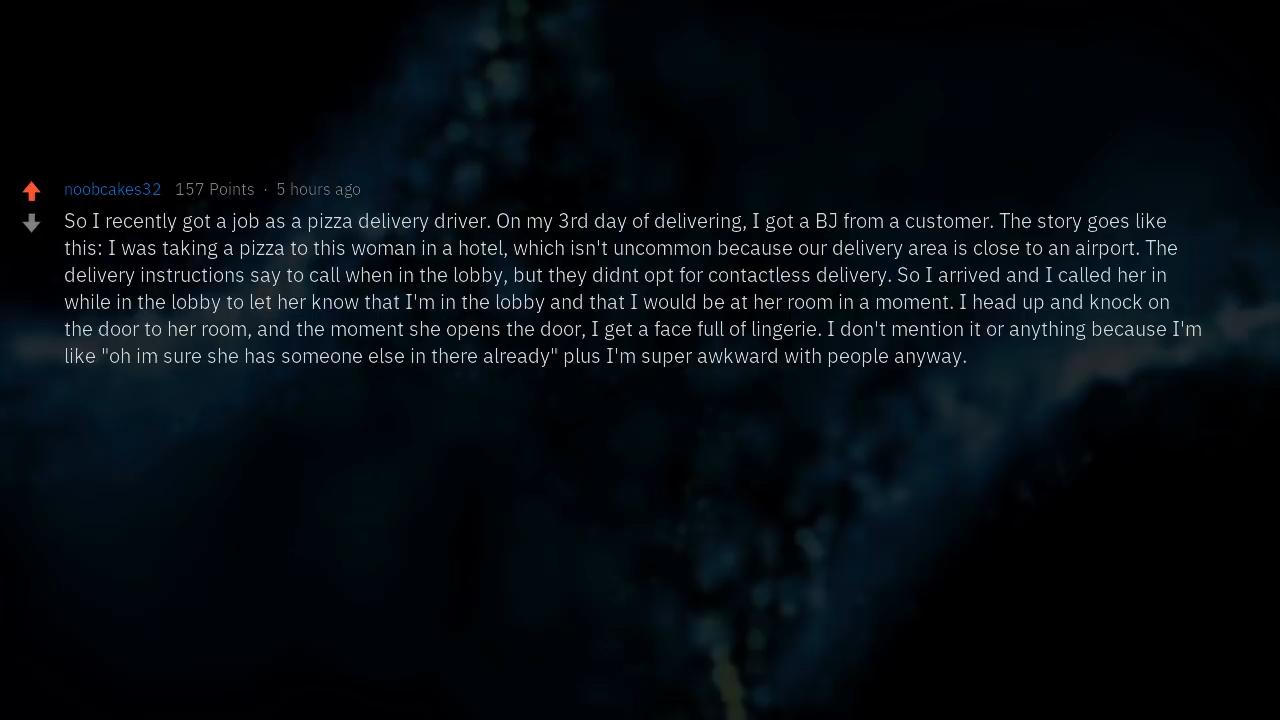 noobcakes32 157 Points · 5 hours ago
So I recently got a job as a pizza delivery driver. On my 3rd day of delivering, I got a BJ from a customer. The story goes like
this: I was taking a pizza to this woman in a hotel, which isn't uncommon because our delivery area is close to an airport. The
delivery instructions say to call when in the lobby, but they didnt opt for contactless delivery. So I arrived and I called her in
while in the lobby to let her know that I'm in the lobby and that I would be at her room in a moment. I head up and knock on
the door to her room, and the moment she opens the door, I get a face full of lingerie. I don't mention it or anything because I'm
like "oh im sure she has someone else in there already" plus I'm super awkward with people anyway.